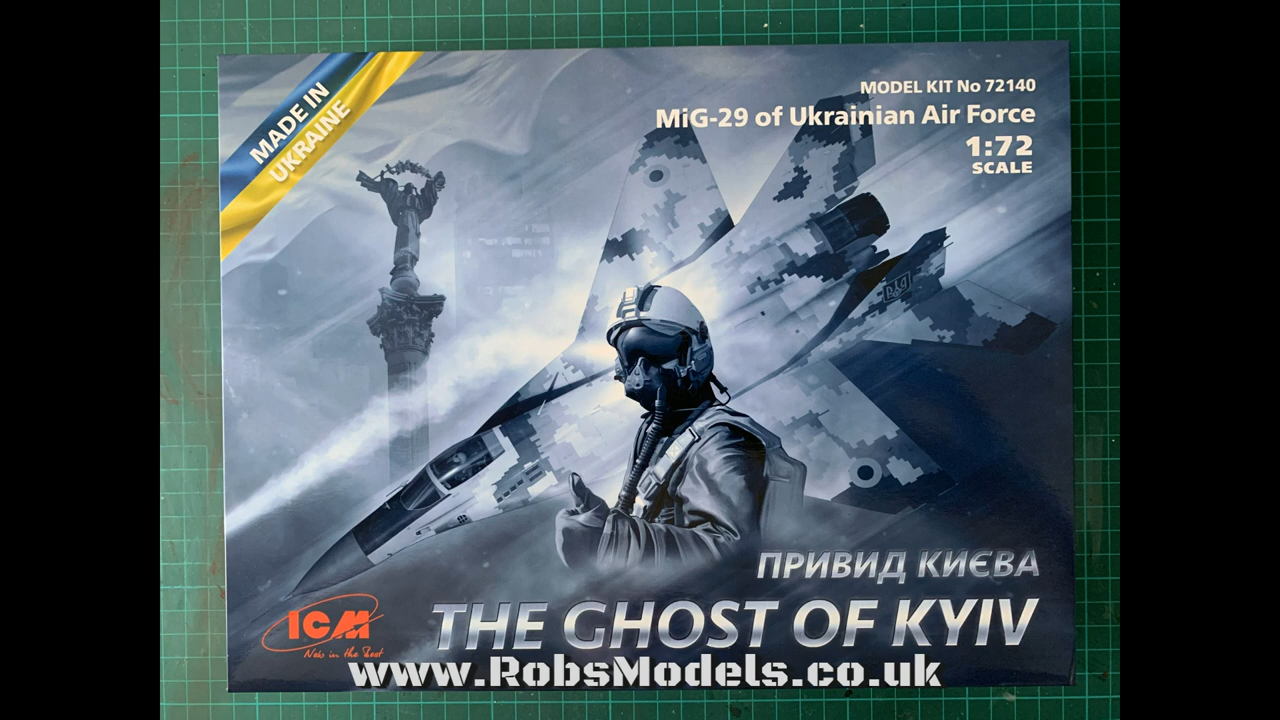 MADE IN
UKRAINE
MODEL KIT No 72140
MiG-29 of Ukrainian Air Force
1:72
SCALE
ПРИВИД КИЄВА
THE GHOST OF KYIV
ICM
www.RobsModels.co.uk